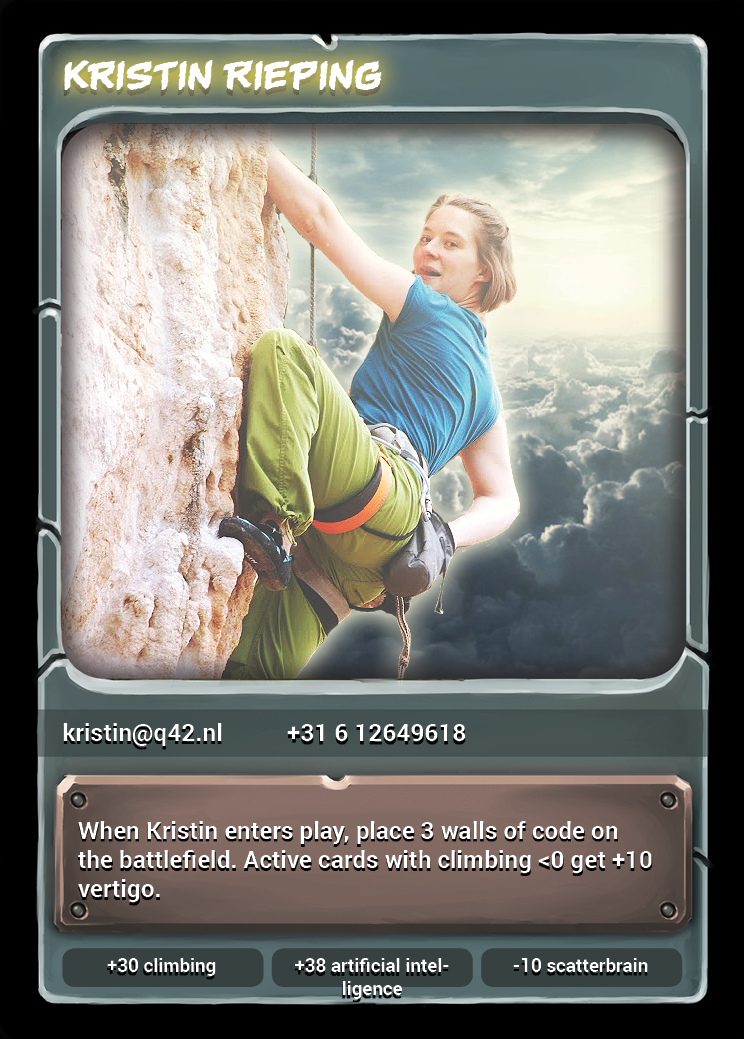 KRISTIN RIEPING
kristin@q42.nl +31 6 12649618
When Kristin enters play, place 3 walls of code on
the battlefield. Active cards with climbing <0 get +10
vertigo.
+30 climbing
+38 artificial intel-
ligence
-10 scatterbrain